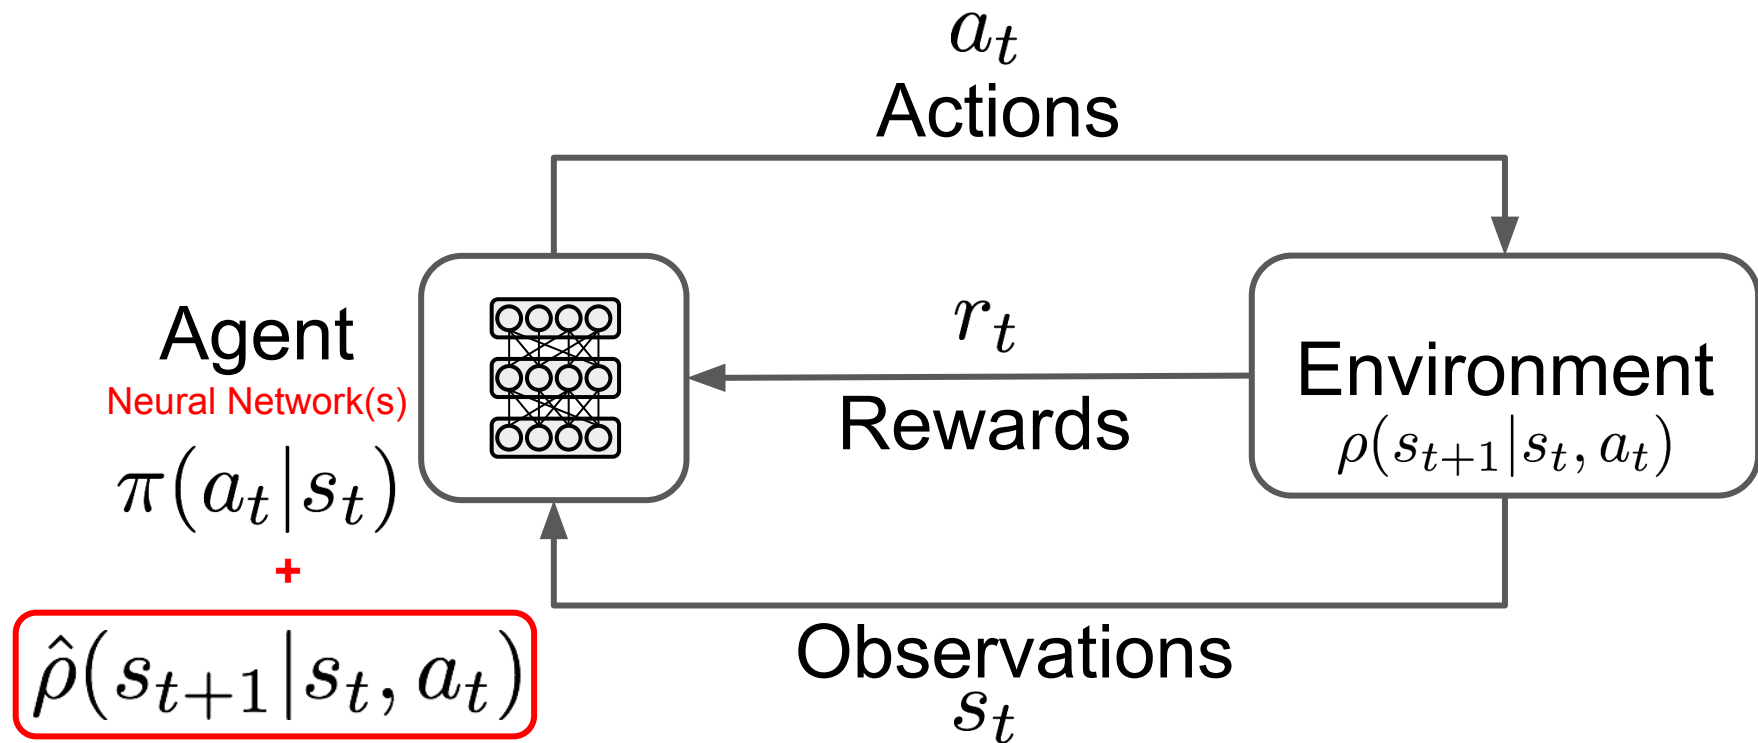 a_t
Actions
Agent
Neural Network(s)
π(a_t|s_t)
+
ρ̂(s_{t+1}|s_t, a_t)
r_t
Rewards
Environment
ρ(s_{t+1}|s_t, a_t)
Observations
s_t